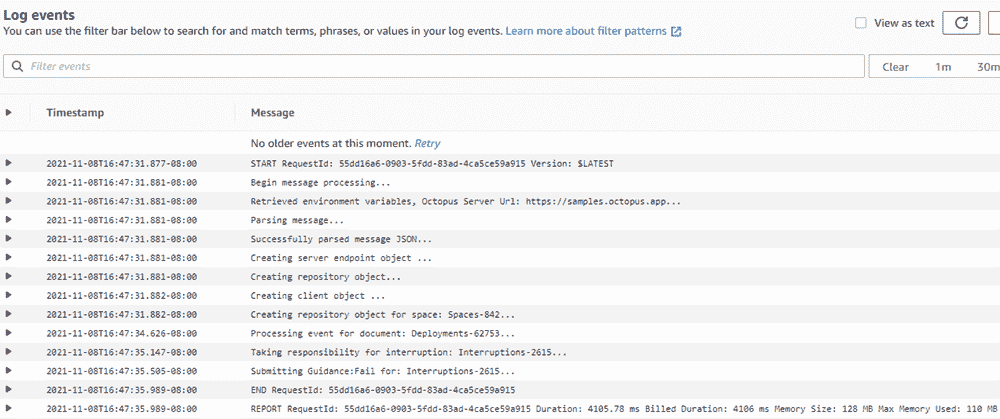 Log events
You can use the filter bar below to search for and match terms, phrases, or values in your log events. Learn more about filter patterns
View as text
Filter events
Clear 1m 30m
Timestamp Message
No older events at this moment. Retry
2021-11-08T16:47:31.877-08:00 START RequestId: 55dd16a6-0903-5fdd-83ad-4ca5ce59a915 Version: $LATEST
2021-11-08T16:47:31.881-08:00 Begin message processing...
2021-11-08T16:47:31.881-08:00 Retrieved environment variables, Octopus Server Url: https://samples.octopus.app...
2021-11-08T16:47:31.881-08:00 Parsing message...
2021-11-08T16:47:31.881-08:00 Successfully parsed message JSON...
2021-11-08T16:47:31.881-08:00 Creating server endpoint object ...
2021-11-08T16:47:31.881-08:00 Creating repository object...
2021-11-08T16:47:31.882-08:00 Creating client object ...
2021-11-08T16:47:31.882-08:00 Creating repository object for space: Spaces-842...
2021-11-08T16:47:34.626-08:00 Processing event for document: Deployments-62753...
2021-11-08T16:47:35.147-08:00 Taking responsibility for interruption: Interruptions-2615...
2021-11-08T16:47:35.505-08:00 Submitting Guidance:Fail for: Interruptions-2615...
2021-11-08T16:47:35.989-08:00 END RequestId: 55dd16a6-0903-5fdd-83ad-4ca5ce59a915
2021-11-08T16:47:35.989-08:00 REPORT RequestId: 55dd16a6-0903-5fdd-83ad-4ca5ce59a915 Duration: 4105.78 ms Billed Duration: 4106 ms Memory Size: 128 MB Max Memory Used: 110 MB